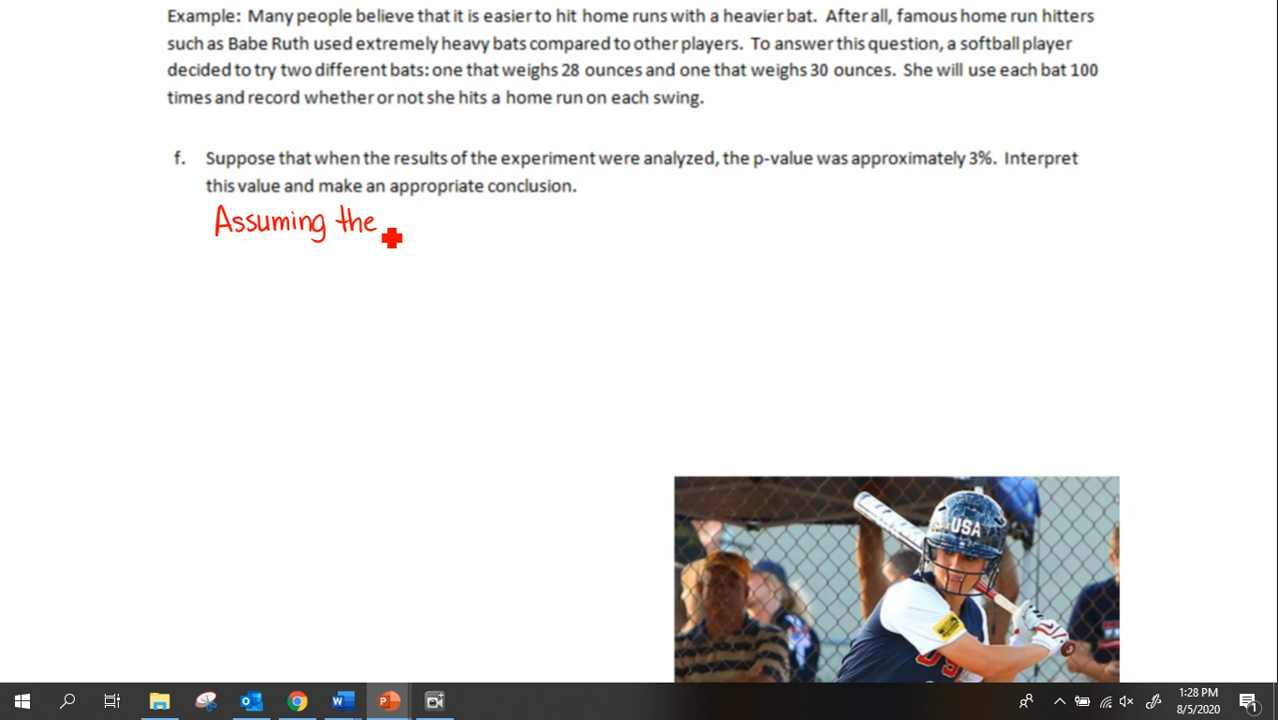 Example: Many people believe that it is easier to hit home runs with a heavier bat. After all, famous home run hitters
such as Babe Ruth used extremely heavy bats compared to other players. To answer this question, a softball player
decided to try two different bats: one that weighs 28 ounces and one that weighs 30 ounces. She will use each bat 100
times and record whether or not she hits a home run on each swing.
f. Suppose that when the results of the experiment were analyzed, the p-value was approximately 3%. Interpret
this value and make an appropriate conclusion.
Assuming the
USA
1:28 PM
8/5/2020
1